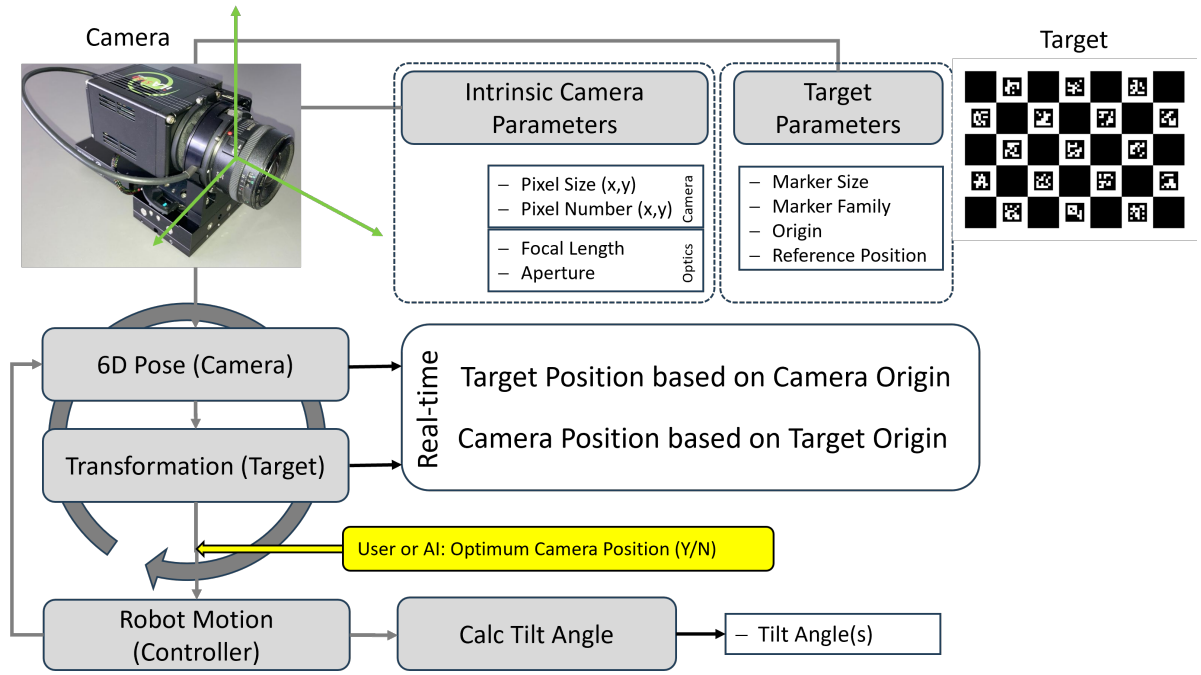 Camera
Target
Intrinsic Camera
Parameters
Target
Parameters
– Pixel Size (x,y)
– Pixel Number (x,y)
Camera
– Focal Length
– Aperture
Optics
– Marker Size
– Marker Family
– Origin
– Reference Position
6D Pose (Camera)
Real-time
Target Position based on Camera Origin
Camera Position based on Target Origin
Transformation (Target)
User or AI: Optimum Camera Position (Y/N)
Robot Motion
(Controller)
Calc Tilt Angle
– Tilt Angle(s)